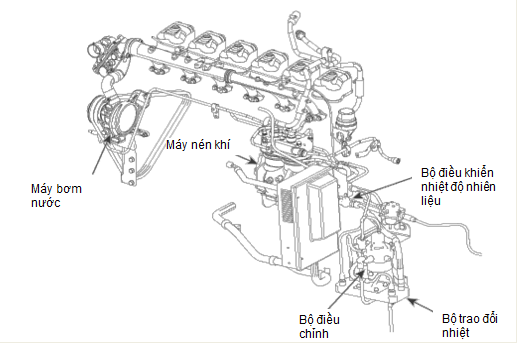 Máy nén khí
Máy bơm
nước
Bộ điều khiển
nhiệt độ nhiên
liệu
Bộ điều
chính
Bộ trao đổi
nhiệt